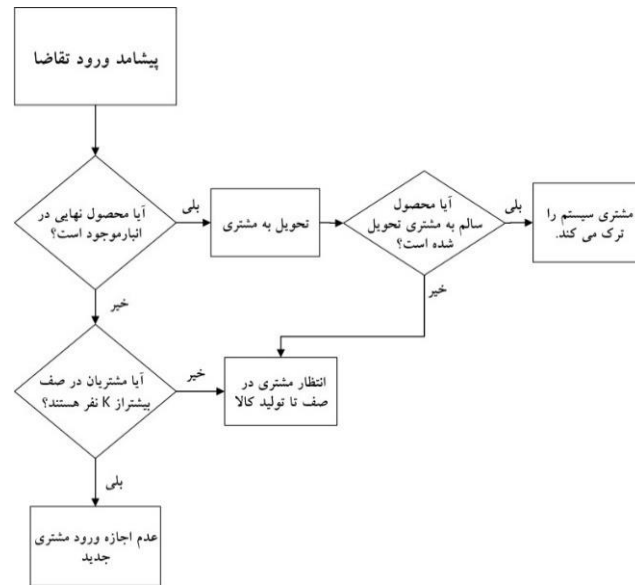 پیشامد ورود تقاضا
آیا محصول نهایی در
انبارموجود است؟
بلی
تحویل به مشتری
آیا محصول
سالم به مشتری تحویل
شده است؟
بلی
مشتری سیستم را
ترک می کند.
خیر
خیر
آیا مشتریان در صف
بیشتراز K نفر هستند؟
خیر
انتظار مشتری در
صف تا تولید کالا
بلی
عدم اجازه ورود مشتری
جدید